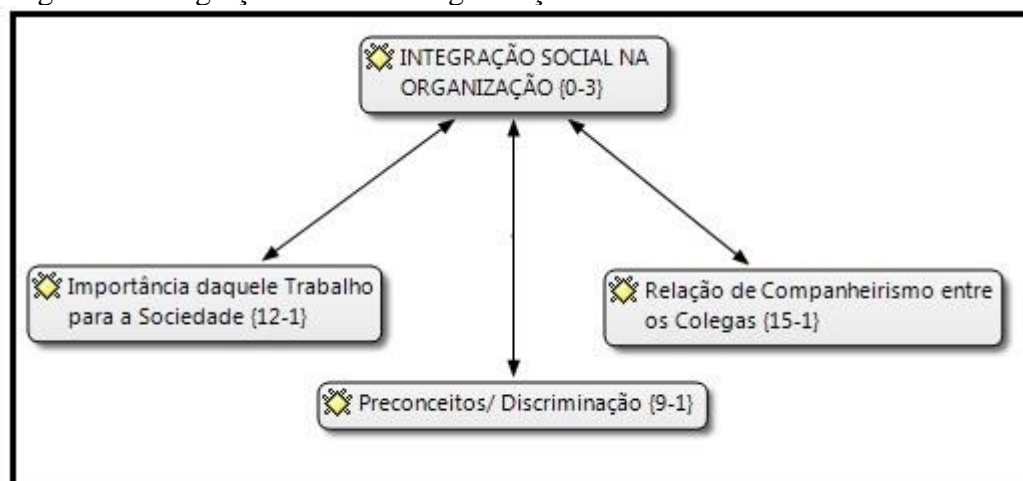 INTEGRAÇÃO SOCIAL NA
ORGANIZAÇÃO {0-3}
Importância daquele Trabalho
para a Sociedade {12-1}
Relação de Companheirismo entre
os Colegas {15-1}
Preconceitos/ Discriminação {9-1}